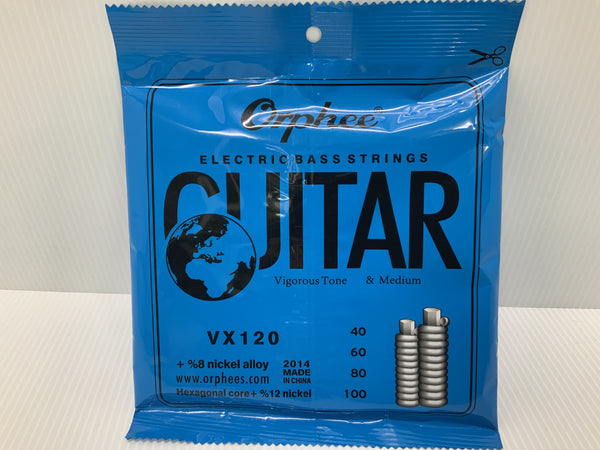 Orphee®
ELECTRIC BASS STRINGS
GUITAR
Vigorous Tone & Medium
VX120
+ %8 nickel alloy
www.orphees.com
Hexagonal core + %12 nickel
2014
MADE
IN CHINA
40
60
80
100